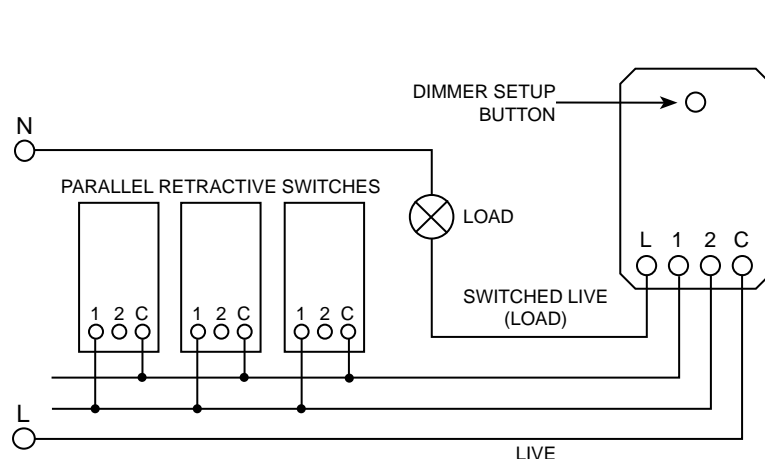 DIMMER SETUP
BUTTON
N
PARALLEL RETRACTIVE SWITCHES
LOAD
L 1 2 C
SWITCHED LIVE
(LOAD)
1 2 C 1 2 C 1 2 C
L
LIVE